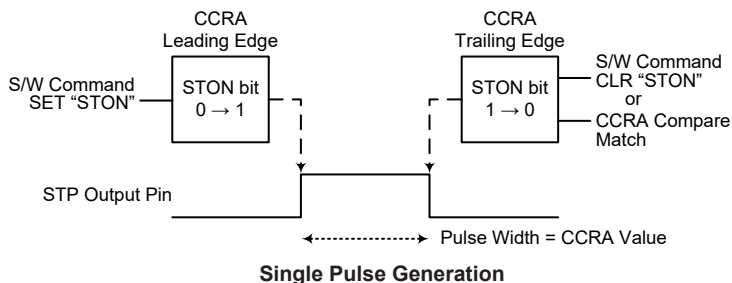 CCRA
Leading Edge
CCRA
Trailing Edge
S/W Command
SET “STON”
STON bit
0 → 1
STON bit
1 → 0
S/W Command
CLR “STON”
or
CCRA Compare
Match
STP Output Pin
Pulse Width = CCRA Value
Single Pulse Generation